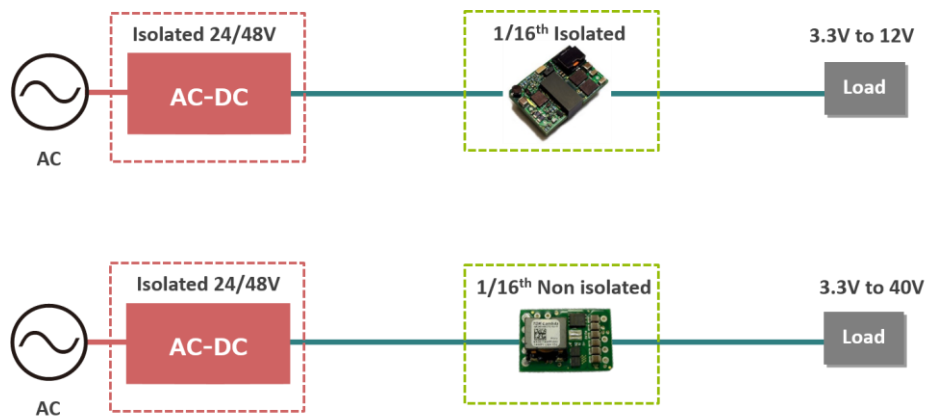 Isolated 24/48V
1/16th Isolated
3.3V to 12V
AC-DC
Load
AC
Isolated 24/48V
1/16th Non isolated
3.3V to 40V
AC-DC
Load
AC